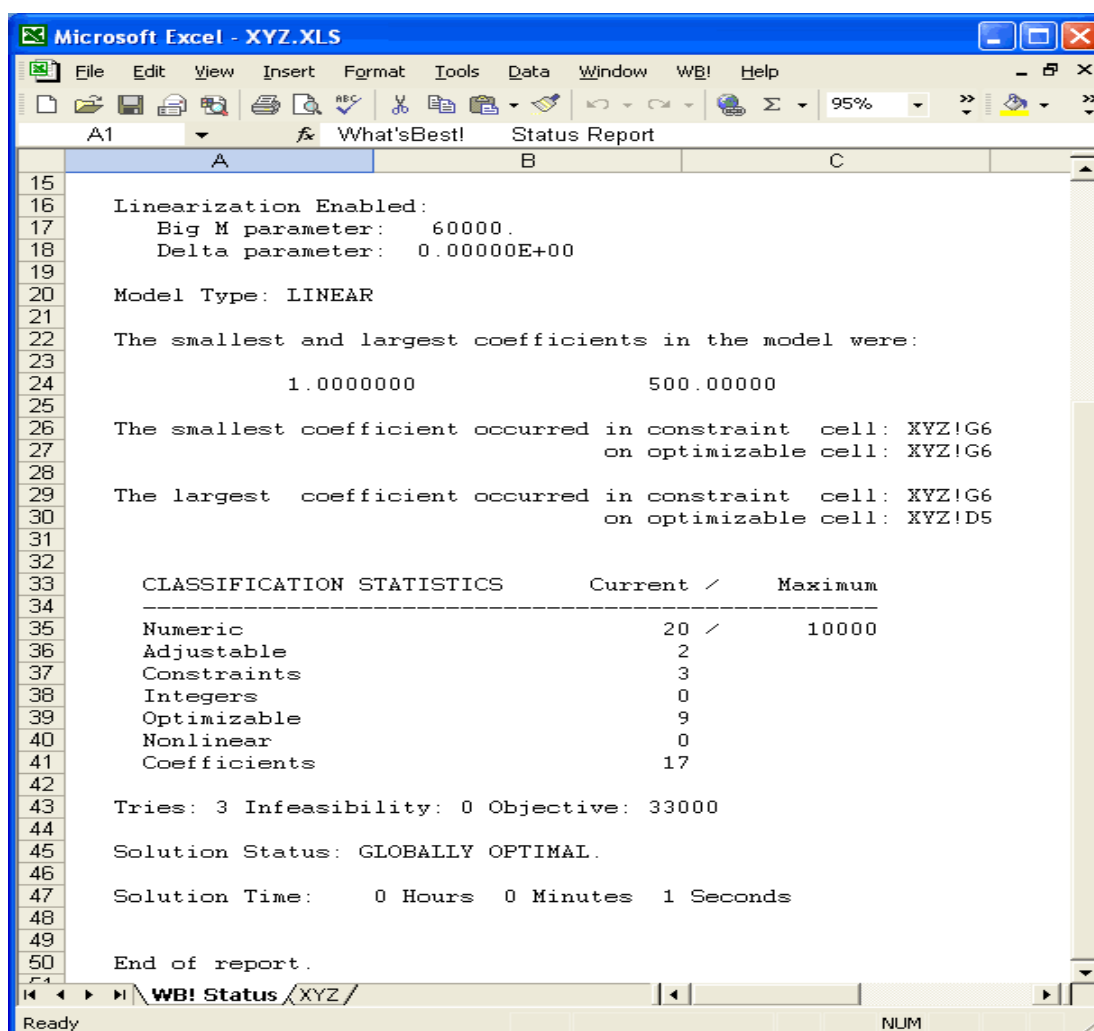 Microsoft Excel - XYZ.XLS
File Edit View Insert Format Tools Data Window WB! Help
ABC Σ 95%
A1 fx What'sBest! Status Report
A B C
15
16 Linearization Enabled:
17 Big M parameter: 60000.
18 Delta parameter: 0.00000E+00
19
20 Model Type: LINEAR
21
22 The smallest and largest coefficients in the model were:
23
24 1.0000000 500.00000
25
26 The smallest coefficient occurred in constraint cell: XYZ!G6
27 on optimizable cell: XYZ!G6
28
29 The largest coefficient occurred in constraint cell: XYZ!G6
30 on optimizable cell: XYZ!D5
31
32
33 CLASSIFICATION STATISTICS Current / Maximum
34 ---------------------------------------------------
35 Numeric 20 / 10000
36 Adjustable 2
37 Constraints 3
38 Integers 0
39 Optimizable 9
40 Nonlinear 0
41 Coefficients 17
42
43 Tries: 3 Infeasibility: 0 Objective: 33000
44
45 Solution Status: GLOBALLY OPTIMAL.
46
47 Solution Time: 0 Hours 0 Minutes 1 Seconds
48
49
50 End of report.
51
WB! Status XYZ
Ready NUM